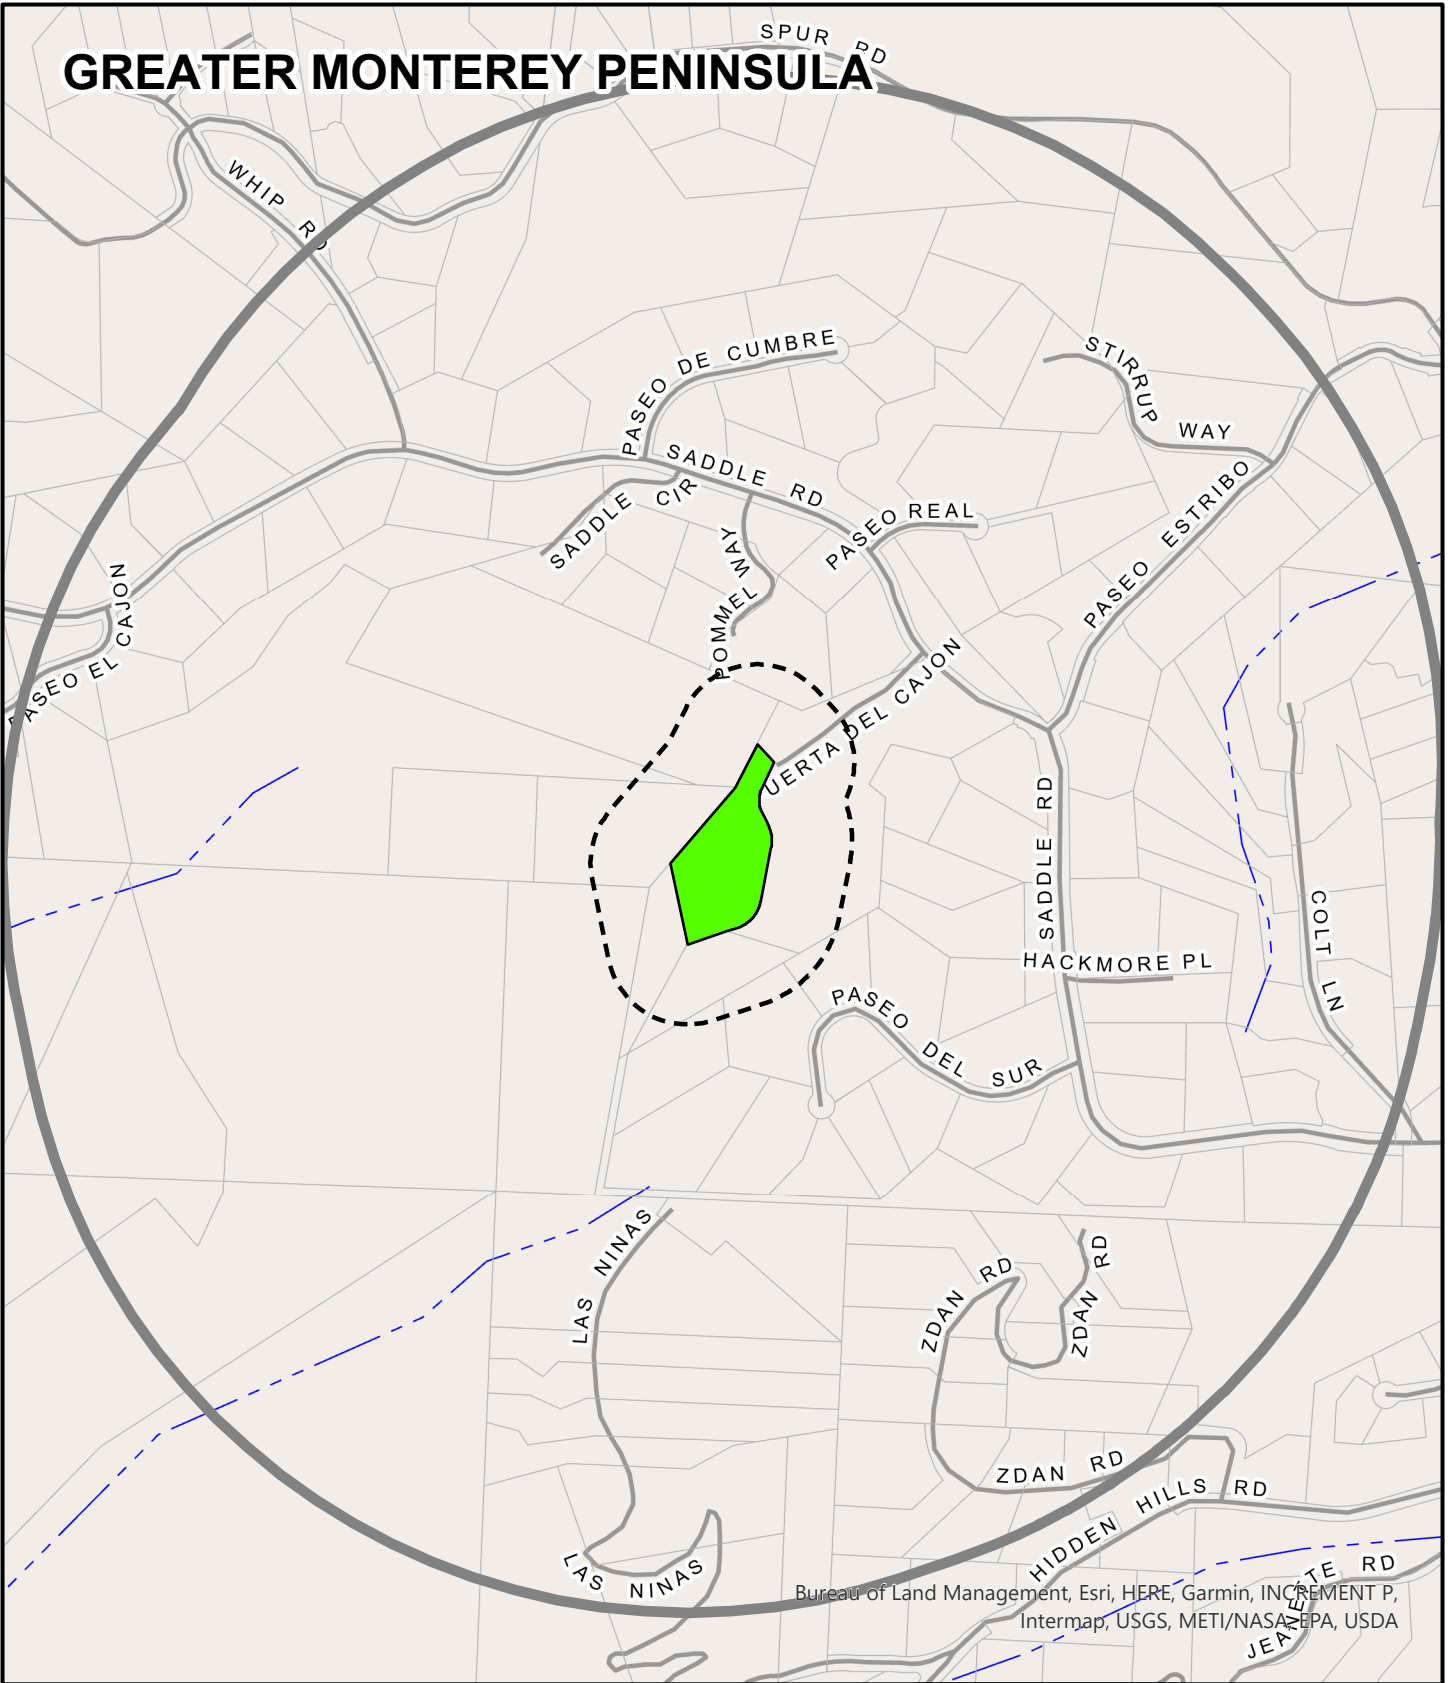 SPUR RD
GREATER MONTEREY PENINSULA
WHIP RD
PASEO DE CUMBRE
STIRRUP WAY
SADDLE RD
SADDLE CIR
PASEO REAL
PASEO ESTRIBO
POMMEL WAY
PASEO EL CAJON
UERTA DEL CAJON
SADDLE RD
COLT LN
HACKMORE PL
PASEO DEL SUR
LAS NINAS
ZDAN RD
ZDAN RD
ZDAN RD
HIDDEN HILLS RD
LAS NINAS
JEANETTE RD
Bureau of Land Management, Esri, HERE, Garmin, INCREMENT P,
Intermap, USGS, METI/NASA, EPA, USDA